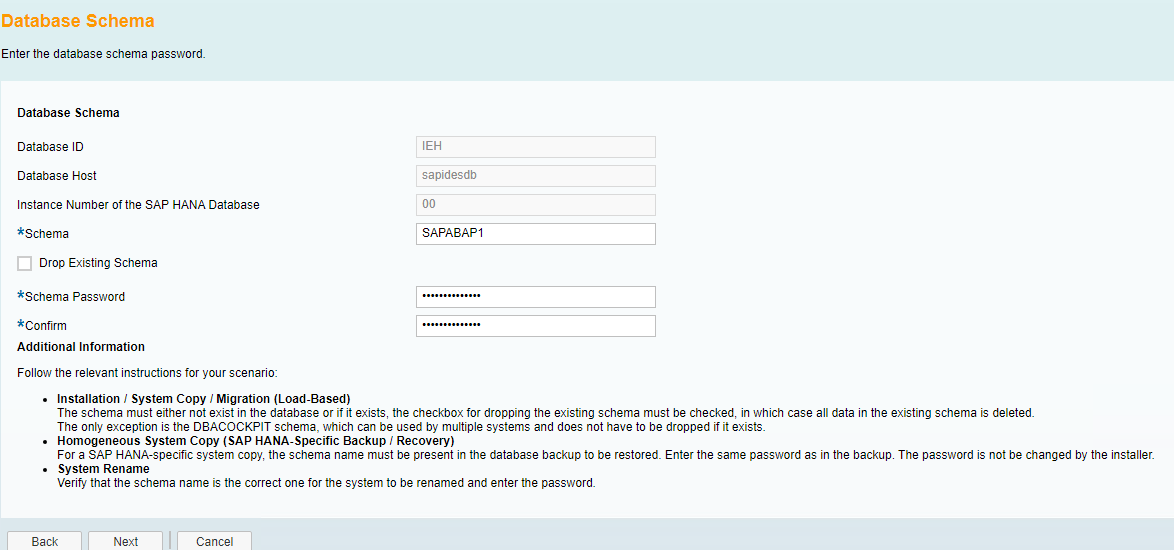 Database Schema
Enter the database schema password.
Database Schema
Database ID
IEH
Database Host
sapidesdb
Instance Number of the SAP HANA Database
00
*Schema
SAPABAP1
Drop Existing Schema
*Schema Password
••••••••••••••
*Confirm
••••••••••••••
Additional Information
Follow the relevant instructions for your scenario:
• Installation / System Copy / Migration (Load-Based)
The schema must either not exist in the database or if it exists, the checkbox for dropping the existing schema must be checked, in which case all data in the existing schema is deleted.
The only exception is the DBACOCKPIT schema, which can be used by multiple systems and does not have to be dropped if it exists.
• Homogeneous System Copy (SAP HANA-Specific Backup / Recovery)
For a SAP HANA-specific system copy, the schema name must be present in the database backup to be restored. Enter the same password as in the backup. The password is not be changed by the installer.
• System Rename
Verify that the schema name is the correct one for the system to be renamed and enter the password.
Back
Next
Cancel